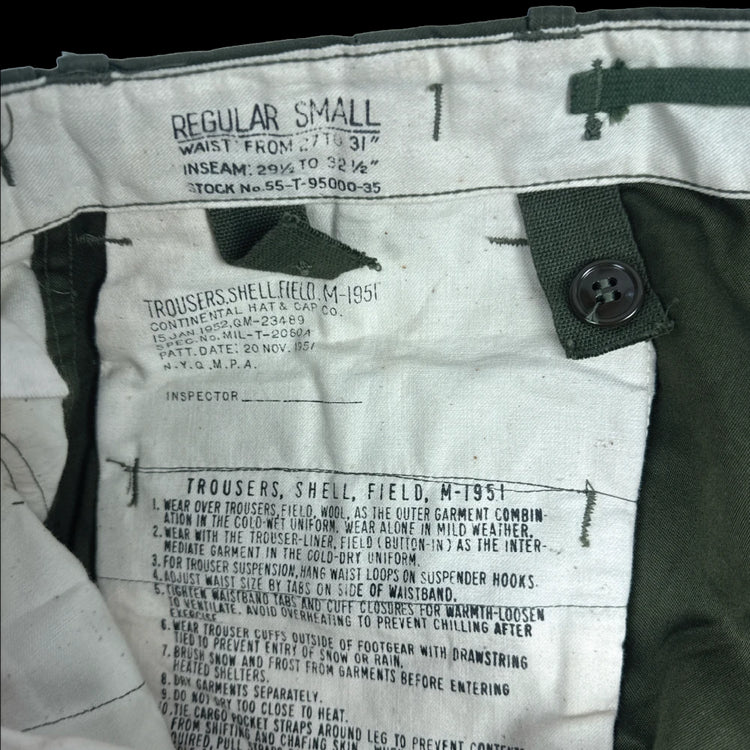 REGULAR SMALL
WAIST: FROM 27 TO 31"
INSEAM: 29½ TO 32½"
STOCK No. 55-T-95000-35
TROUSERS, SHELL, FIELD, M-1951
CONTINENTAL HAT & CAP CO.
15 JAN 1952, QM-23489
SPEC. No. MIL-T-20804
PATT. DATE: 20 NOV. 1951
N.Y.Q.M.P.A.
INSPECTOR
TROUSERS, SHELL, FIELD, M-1951
1. WEAR OVER TROUSERS, FIELD, WOOL, AS THE OUTER GARMENT COMBIN-
ATION IN THE COLD-WET UNIFORM. WEAR ALONE IN MILD WEATHER.
2. WEAR WITH THE TROUSER-LINER, FIELD (BUTTON-IN) AS THE INTER-
MEDIATE GARMENT IN THE COLD-DRY UNIFORM.
3. FOR TROUSER SUSPENSION, HANG WAIST LOOPS ON SUSPENDER HOOKS.
4. ADJUST WAIST SIZE BY TABS ON SIDE OF WAISTBAND.
5. TIGHTEN WAISTBAND TABS AND CUFF CLOSURES FOR WARMTH-LOOSEN
TO VENTILATE. AVOID OVERHEATING TO PREVENT CHILLING AFTER
EXERCISE.
6. WEAR TROUSER CUFFS OUTSIDE OF FOOTGEAR WITH DRAWSTRING
TIED TO PREVENT ENTRY OF SNOW OR RAIN.
7. BRUSH SNOW AND FROST FROM GARMENTS BEFORE ENTERING
HEATED SHELTERS.
8. DRY GARMENTS SEPARATELY.
9. DO NOT DRY TOO CLOSE TO HEAT.
10. TIE CARGO POCKET STRAPS AROUND LEG TO PREVENT CONTENTS
FROM SHIFTING AND CHAFING SKIN.
PULL STRAPS